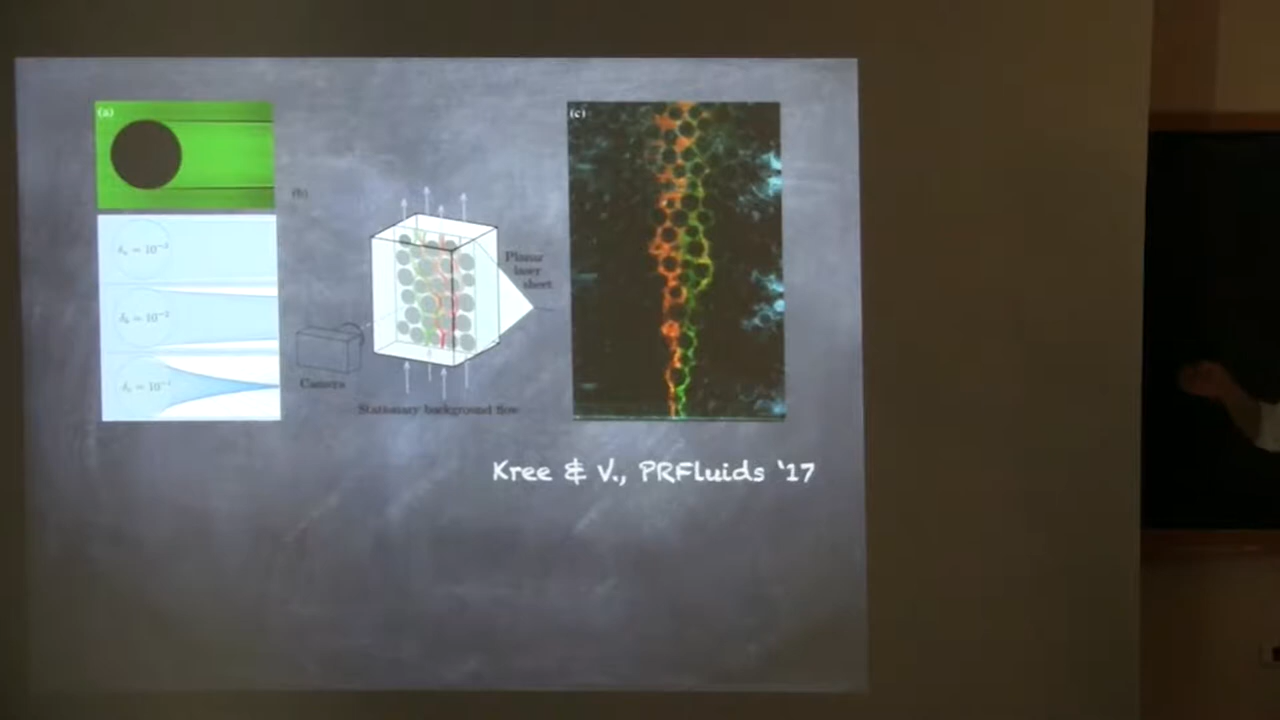 (a)
(b)
(c)
Planar
laser
sheet
Camera
Stationary background flow
Kree & V., PRFluids '17